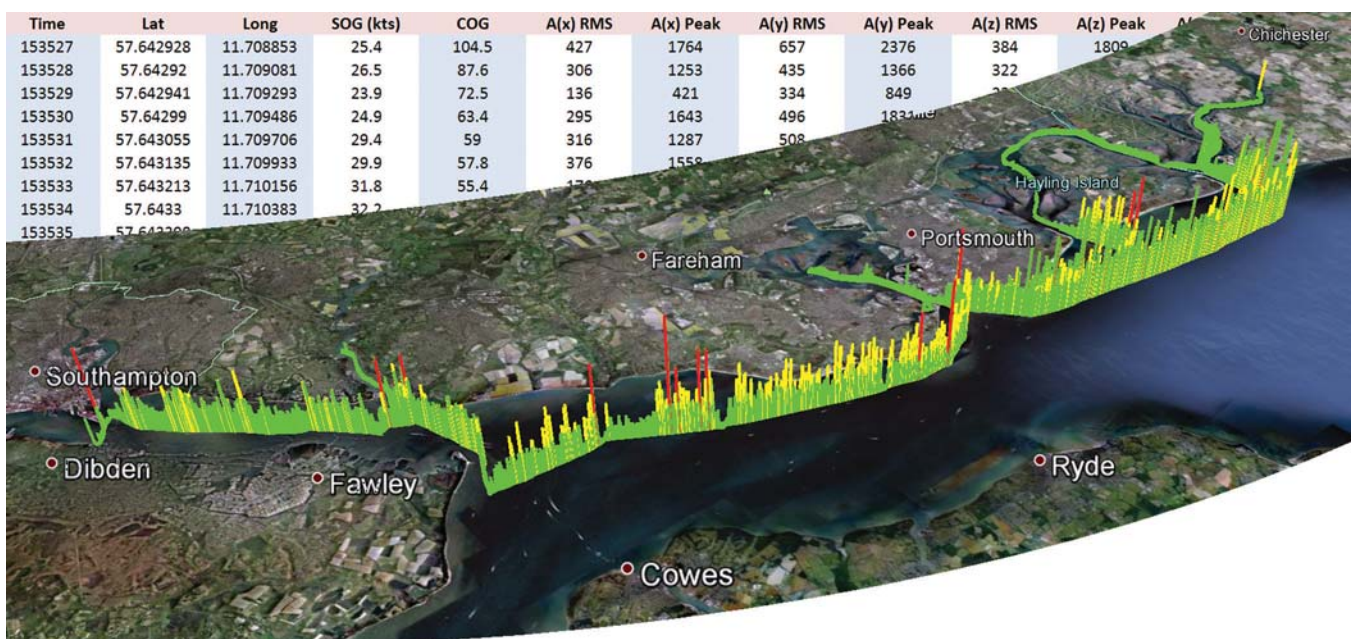 Time Lat Long SOG (kts) COG A(x) RMS A(x) Peak A(y) RMS A(y) Peak A(z) RMS A(z) Peak
153527 57.642928 11.708853 25.4 104.5 427 1764 657 2376 384 1809
153528 57.64292 11.709081 26.5 87.6 306 1253 435 1366 322
153529 57.642941 11.709293 23.9 72.5 136 421 334 849
153530 57.64299 11.709486 24.9 63.4 295 1643 496
153531 57.643055 11.709706 29.4 59 316 1287 508
153532 57.643135 11.709933 29.9 57.8 376 1558
153533 57.643213 11.710156 31.8 55.4
153534 57.6433 11.710383 32.2
153535
Chichester
Hayling Island
Portsmouth
Fareham
Southampton
Dibden
Fawley
Ryde
Cowes